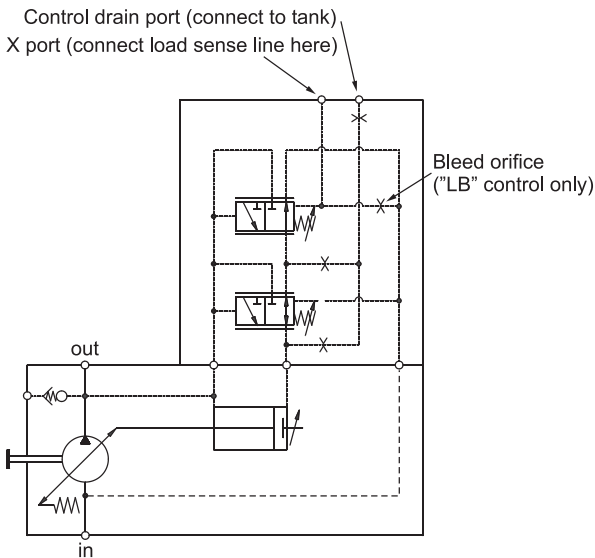 Control drain port (connect to tank)
X port (connect load sense line here)
Bleed orifice
("LB" control only)
out
in